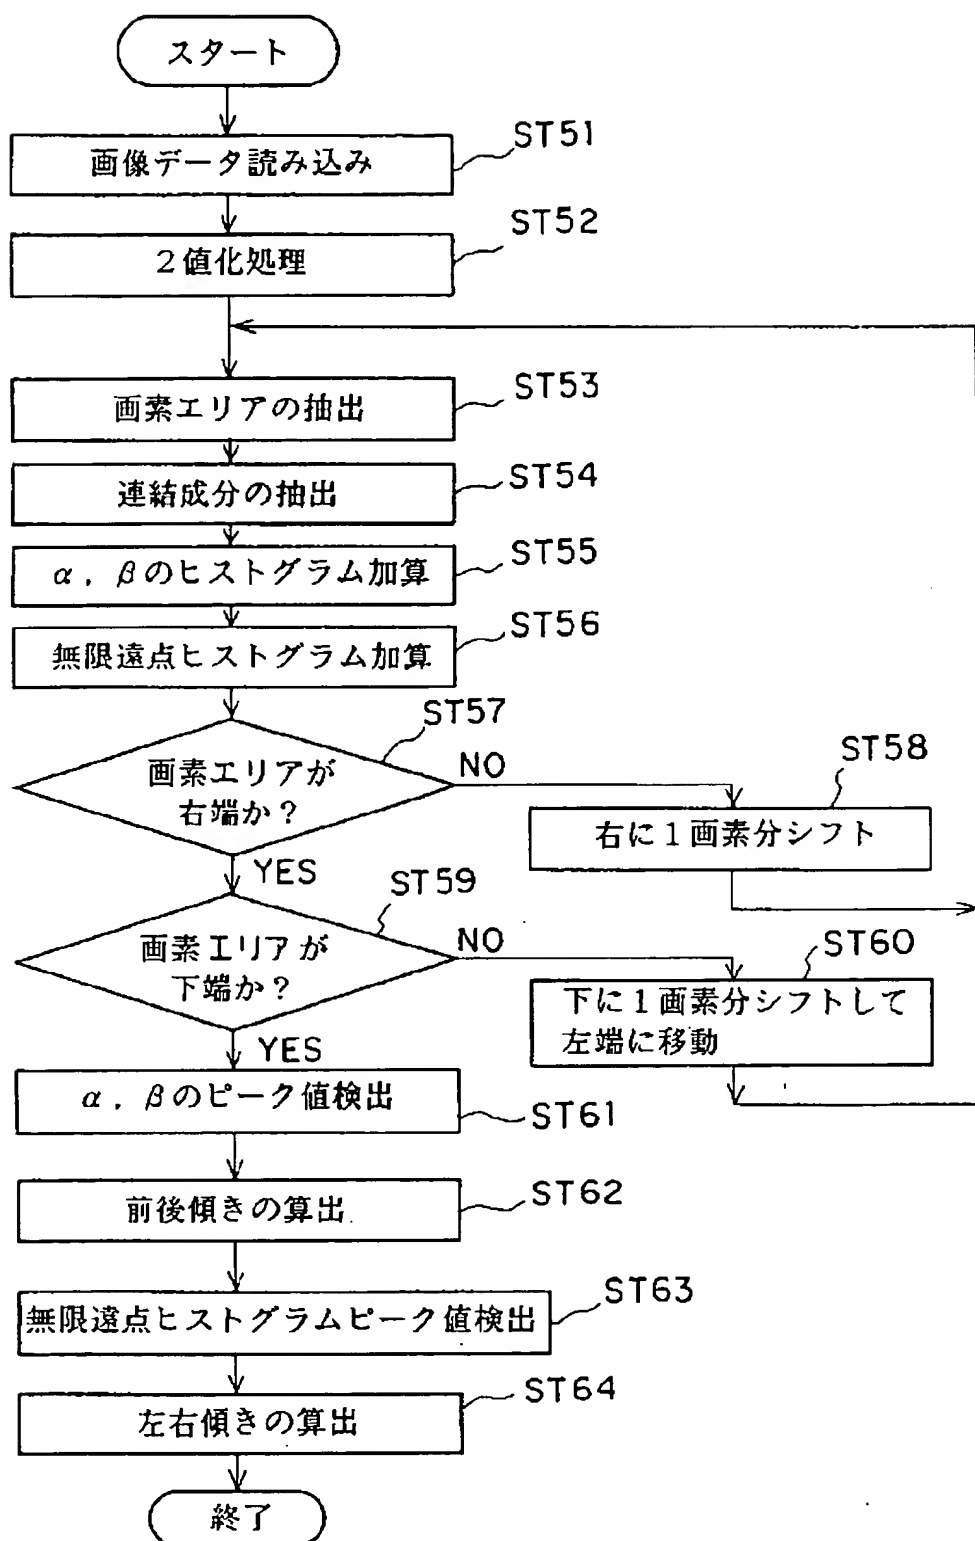 スタート
ST51
画像データ読み込み
ST52
2値化処理
ST53
画素エリアの抽出
ST54
連結成分の抽出
ST55
α，βのヒストグラム加算
ST56
無限遠点ヒストグラム加算
ST57
画素エリアが
右端か？
NO
ST58
右に1画素分シフト
YES
ST59
画素エリアが
下端か？
NO
ST60
下に1画素分シフトして
左端に移動
YES
α，βのピーク値検出
ST61
前後傾きの算出
ST62
無限遠点ヒストグラムピーク値検出
ST63
左右傾きの算出
ST64
終了